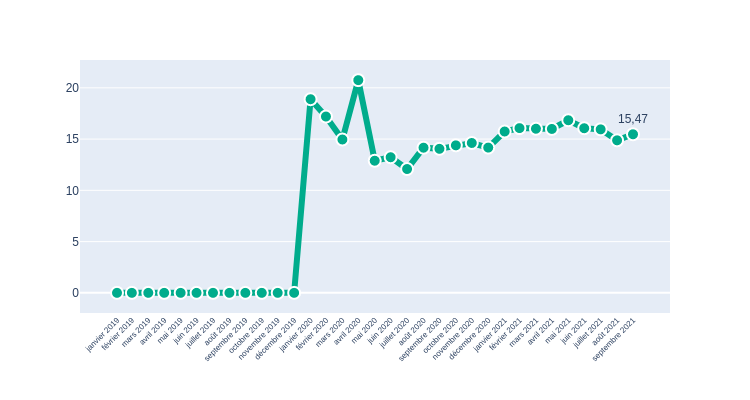 20
15,47
15
10
5
0
janvier 2019
février 2019
mars 2019
avril 2019
mai 2019
juin 2019
juillet 2019
août 2019
septembre 2019
octobre 2019
novembre 2019
décembre 2019
janvier 2020
février 2020
mars 2020
avril 2020
mai 2020
juin 2020
juillet 2020
août 2020
septembre 2020
octobre 2020
novembre 2020
décembre 2020
janvier 2021
février 2021
mars 2021
avril 2021
mai 2021
juin 2021
juillet 2021
août 2021
septembre 2021